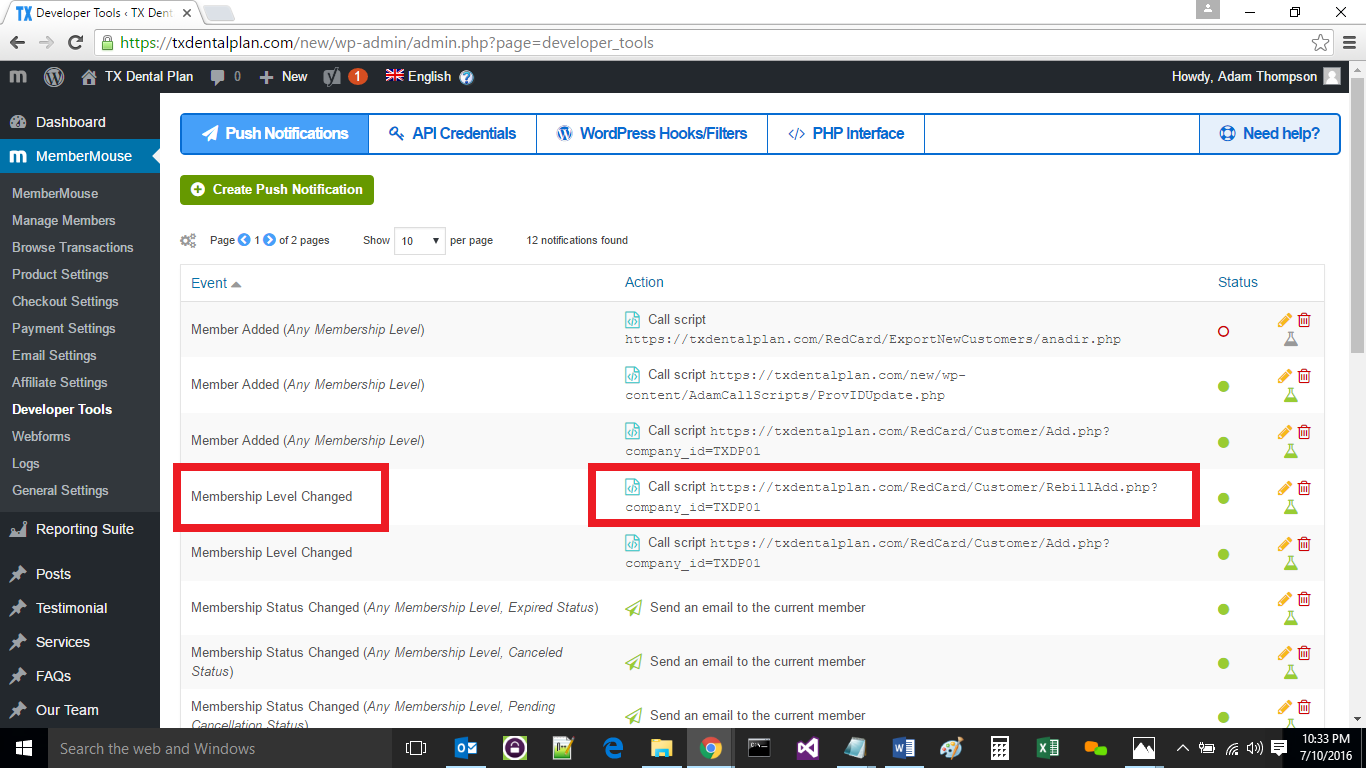 TX Developer Tools ‹ TX Dent
https://txdentalplan.com/new/wp-admin/admin.php?page=developer_tools
TX Dental Plan 0 New 1 English ? Howdy, Adam Thompson
Dashboard
MemberMouse
MemberMouse
Manage Members
Browse Transactions
Product Settings
Checkout Settings
Payment Settings
Email Settings
Affiliate Settings
Developer Tools
Webforms
Logs
General Settings
Reporting Suite
Posts
Testimonial
Services
FAQs
Our Team
Push Notifications API Credentials WordPress Hooks/Filters PHP Interface Need help?
Create Push Notification
Page 1 of 2 pages Show 10 per page 12 notifications found
Event Action Status
Member Added (Any Membership Level) Call script
https://txdentalplan.com/RedCard/ExportNewCustomers/anadir.php
Member Added (Any Membership Level) Call script https://txdentalplan.com/new/wp-
content/AdamCallScripts/ProvIDUpdate.php
Member Added (Any Membership Level) Call script https://txdentalplan.com/RedCard/Customer/Add.php?
company_id=TXDP01
Membership Level Changed Call script https://txdentalplan.com/RedCard/Customer/RebillAdd.php?
company_id=TXDP01
Membership Level Changed Call script https://txdentalplan.com/RedCard/Customer/Add.php?
company_id=TXDP01
Membership Status Changed (Any Membership Level, Expired Status) Send an email to the current member
Membership Status Changed (Any Membership Level, Canceled
Status) Send an email to the current member
Membership Status Changed (Any Membership Level, Pending
Cancellation Status) Send an email to the current member
Search the web and Windows
10:33 PM
7/10/2016